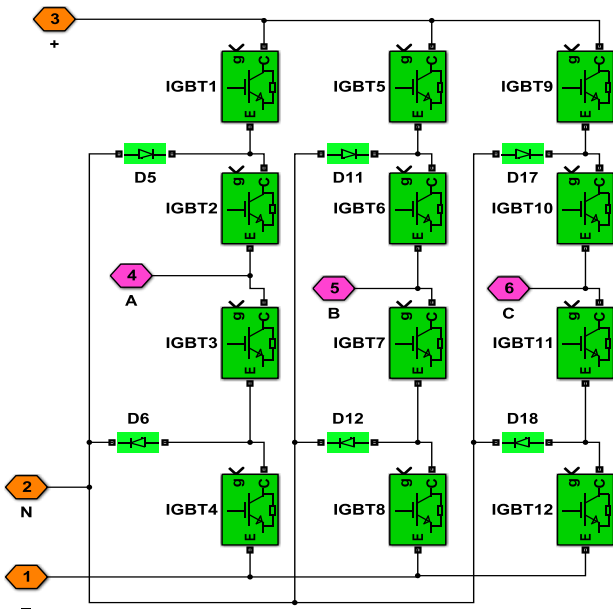 3
+
g C
IGBT1
E
g C
IGBT5
E
g C
IGBT9
E
D5
D11
D17
g C
IGBT2
E
g C
IGBT6
E
g C
IGBT10
E
4
A
5
B
6
C
g C
IGBT3
E
g C
IGBT7
E
g C
IGBT11
E
D6
D12
D18
2
N
g C
IGBT4
E
g C
IGBT8
E
g C
IGBT12
E
1
–